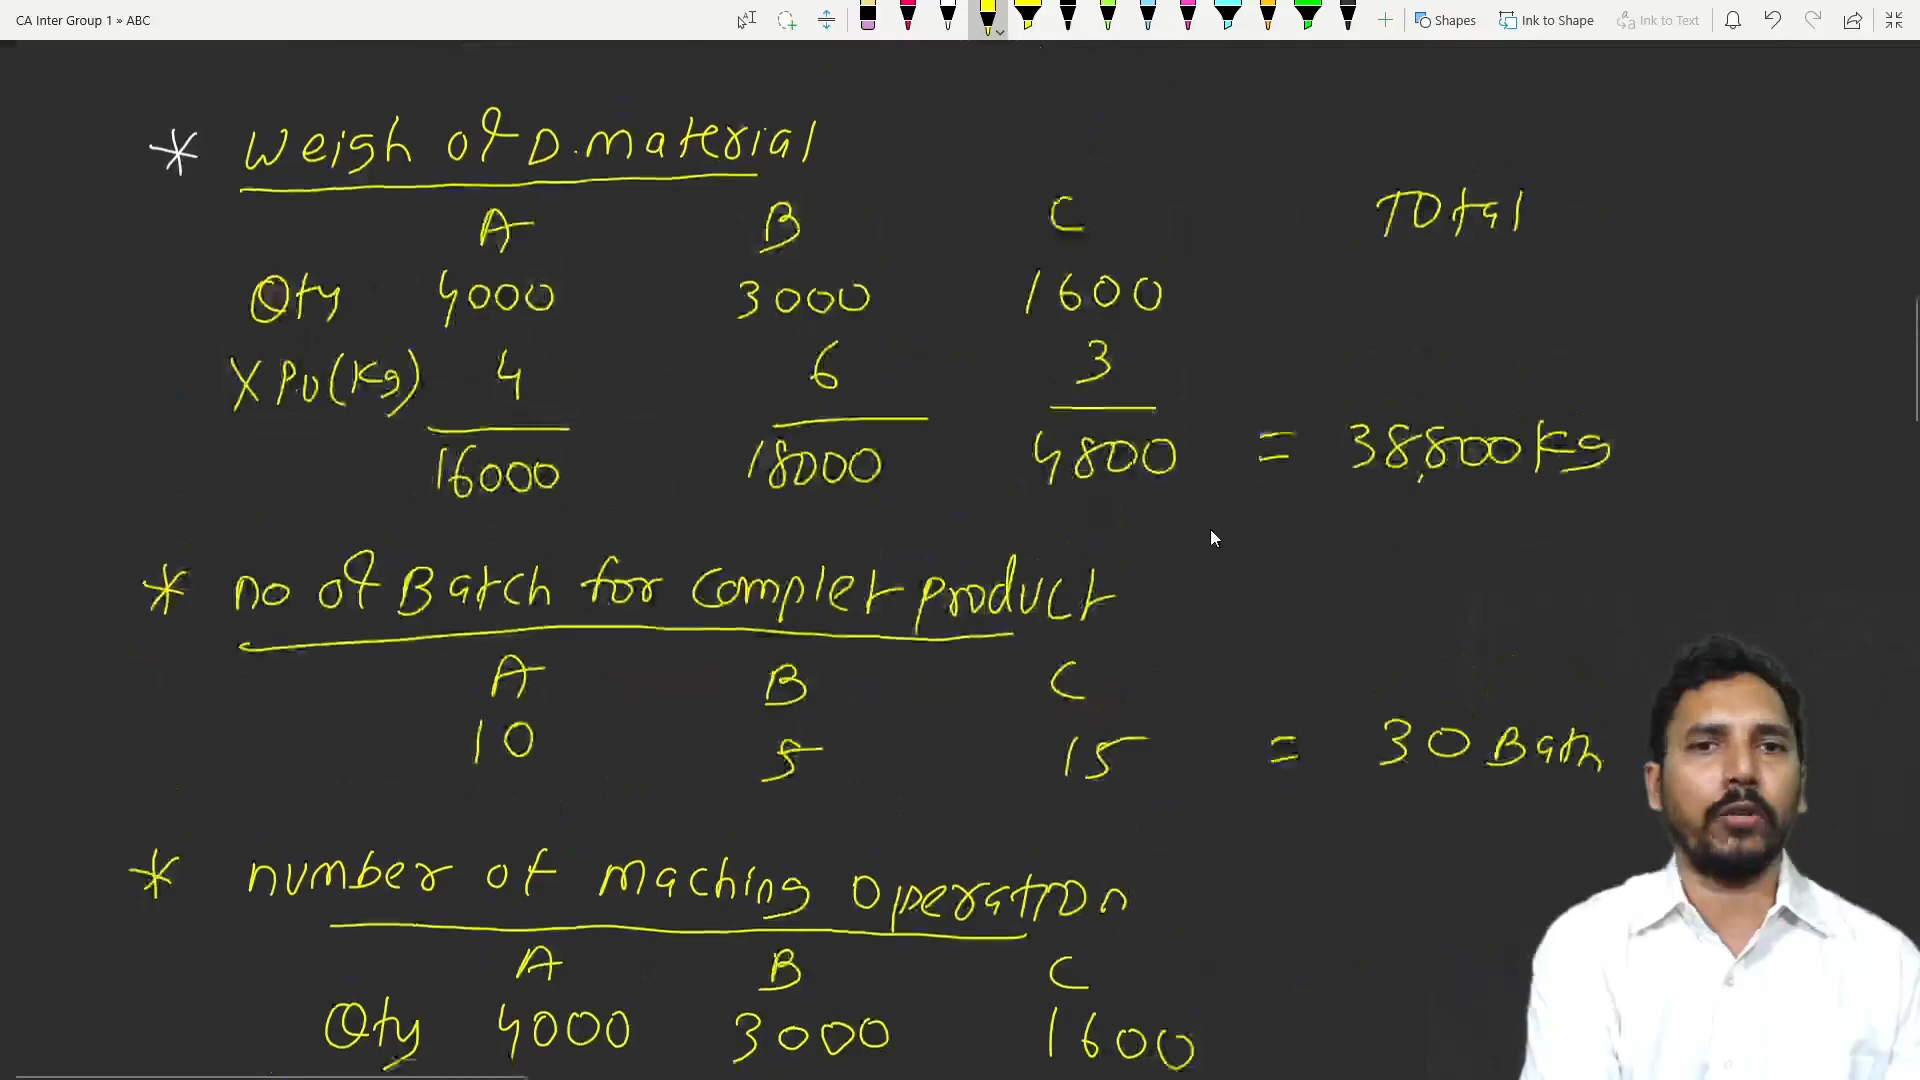 CA Inter Group 1 » ABC
Shapes Ink to Shape Ink to Text
* Weigh of D.material
A B C Total
Qty 4000 3000 1600
X P.U(Kg) 4 6 3
16000 18000 4800 = 38,800 Kg
* no of Batch for Complet product
A B C
10 5 15 = 30 Bath
* number of maching operation
A B C
Qty 4000 3000 1600